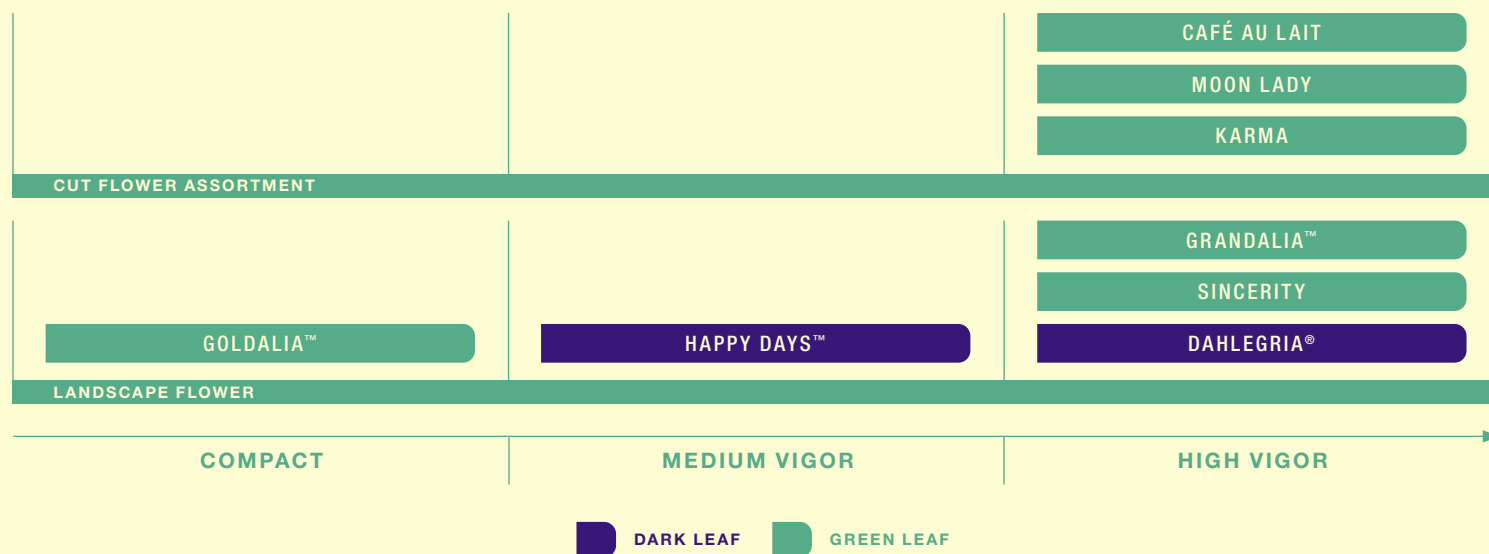 CAFÉ AU LAIT
MOON LADY
KARMA
CUT FLOWER ASSORTMENT
GRANDALIA™
SINCERITY
GOLDALIA™ HAPPY DAYS™ DAHLEGRIA®
LANDSCAPE FLOWER
COMPACT MEDIUM VIGOR HIGH VIGOR
DARK LEAF GREEN LEAF